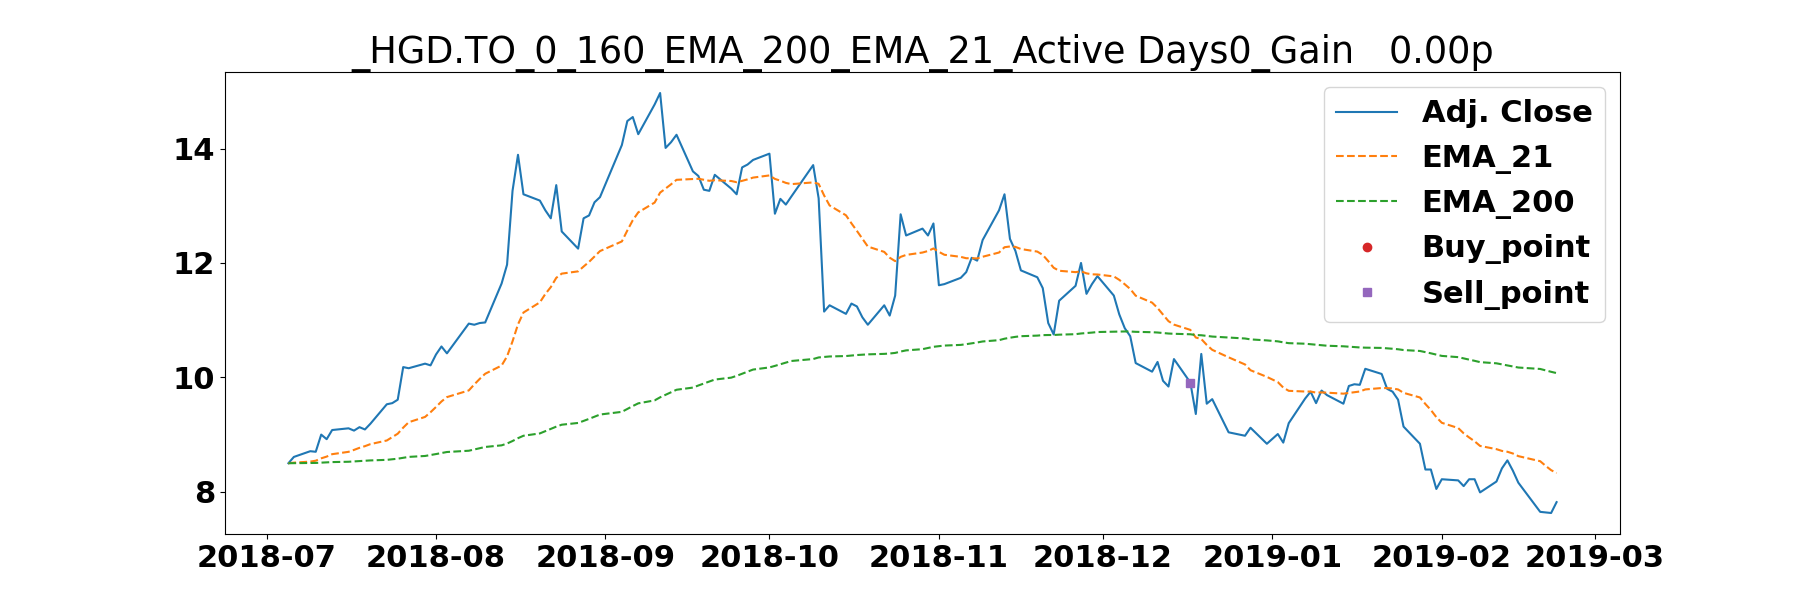 _HGD.TO_0_160_EMA_200_EMA_21_Active Days0_Gain   0.00p
14
12
10
8
Adj. Close
EMA_21
EMA_200
Buy_point
Sell_point
2018-07 2018-08 2018-09 2018-10 2018-11 2018-12 2019-01 2019-02 2019-03